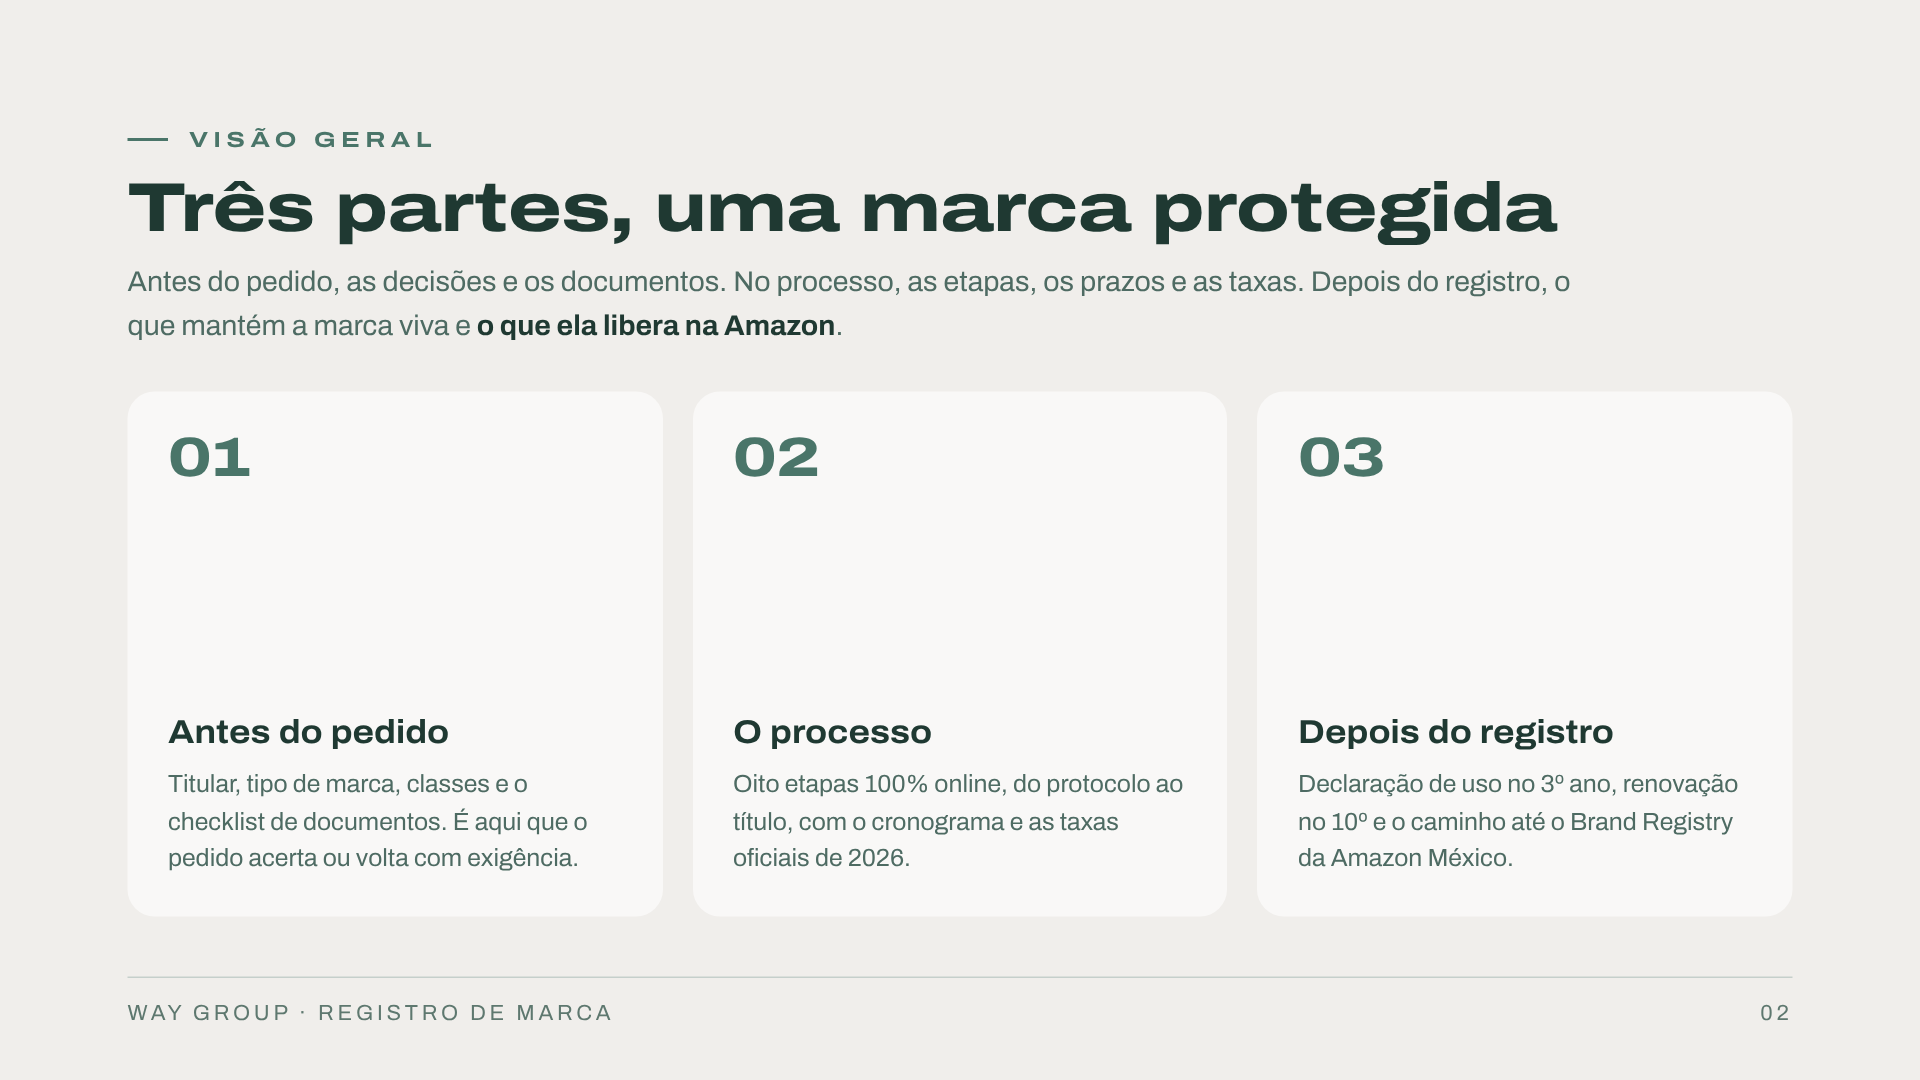 VISÃO GERAL
Três partes, uma marca protegida
Antes do pedido, as decisões e os documentos. No processo, as etapas, os prazos e as taxas. Depois do registro, o
que mantém a marca viva e o que ela libera na Amazon.
01
Antes do pedido
Titular, tipo de marca, classes e o
checklist de documentos. É aqui que o
pedido acerta ou volta com exigência.
02
O processo
Oito etapas 100% online, do protocolo ao
título, com o cronograma e as taxas
oficiais de 2026.
03
Depois do registro
Declaração de uso no 3º ano, renovação
no 10º e o caminho até o Brand Registry
da Amazon México.
WAY GROUP · REGISTRO DE MARCA
02